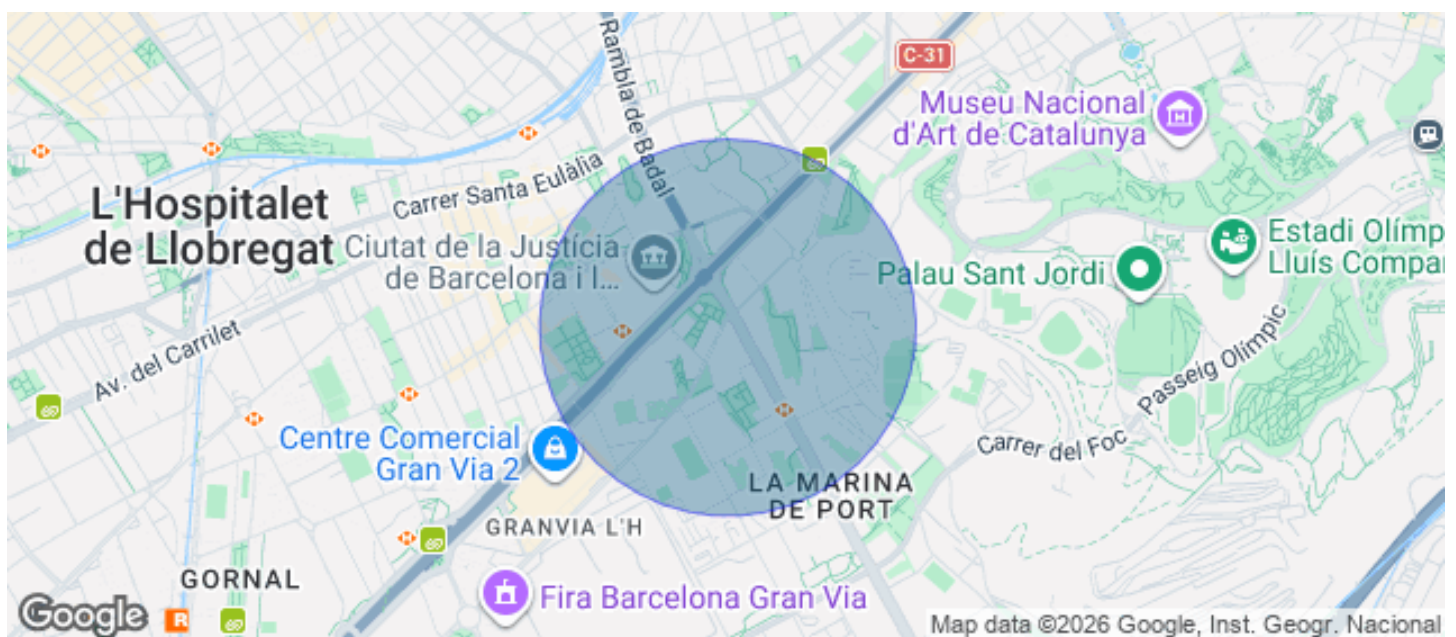 C-31
Rambla de Badal
Museu Nacional
d'Art de Catalunya
Carrer Santa Eulàlia
L'Hospitalet
de Llobregat
Ciutat de la Justícia
de Barcelona i l...
Estadi Olímp
Lluís Compan
Palau Sant Jordi
Av. del Carrilet
Passeig Olímpic
Centre Comercial
Gran Via 2
Carrer del Foc
LA MARINA
DE PORT
GRANVIA L'H
GORNAL
Fira Barcelona Gran Via
Google
R
Map data ©2026 Google, Inst. Geogr. Nacional